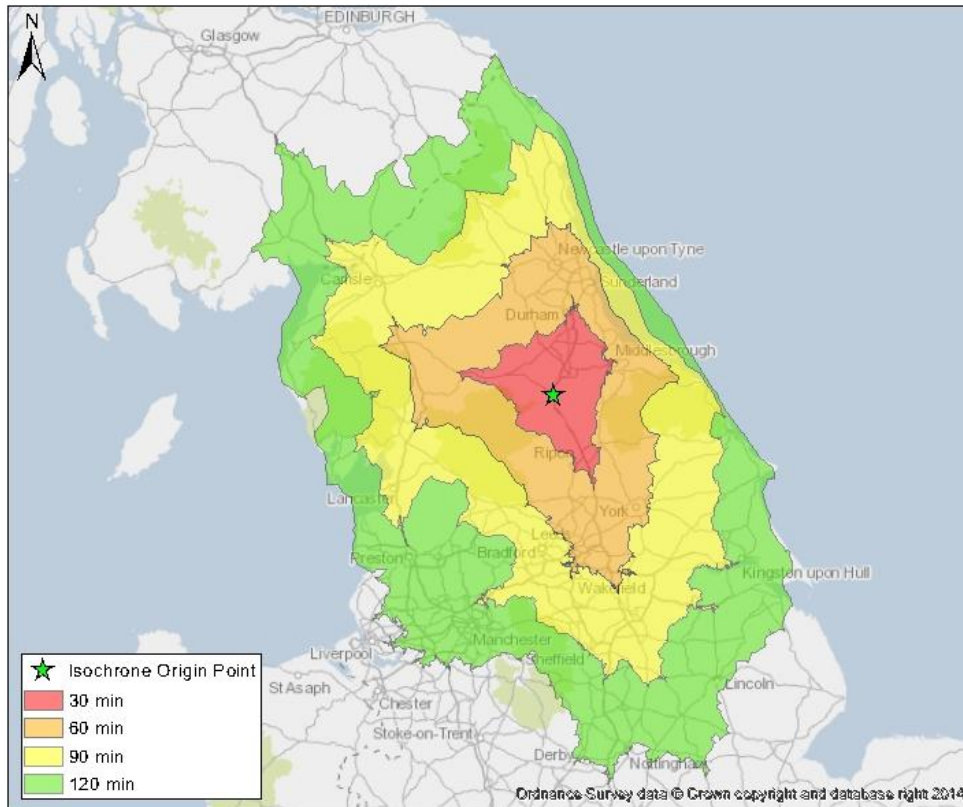 N
EDINBURGH
Glasgow
Newcastle upon Tyne
Carlisle
Sunderland
Durham
Middlesbrough
Ripon
Lancaster
York
Leeds
Preston
Bradford
Kingston upon Hull
Wakefield
Manchester
Liverpool
Sheffield
Isochrone Origin Point
St Asaph
Lincoln
30 min
Chester
60 min
Stoke-on-Trent
90 min
Derby
Nottingham
120 min
Ordnance Survey data © Crown copyright and database right 2014